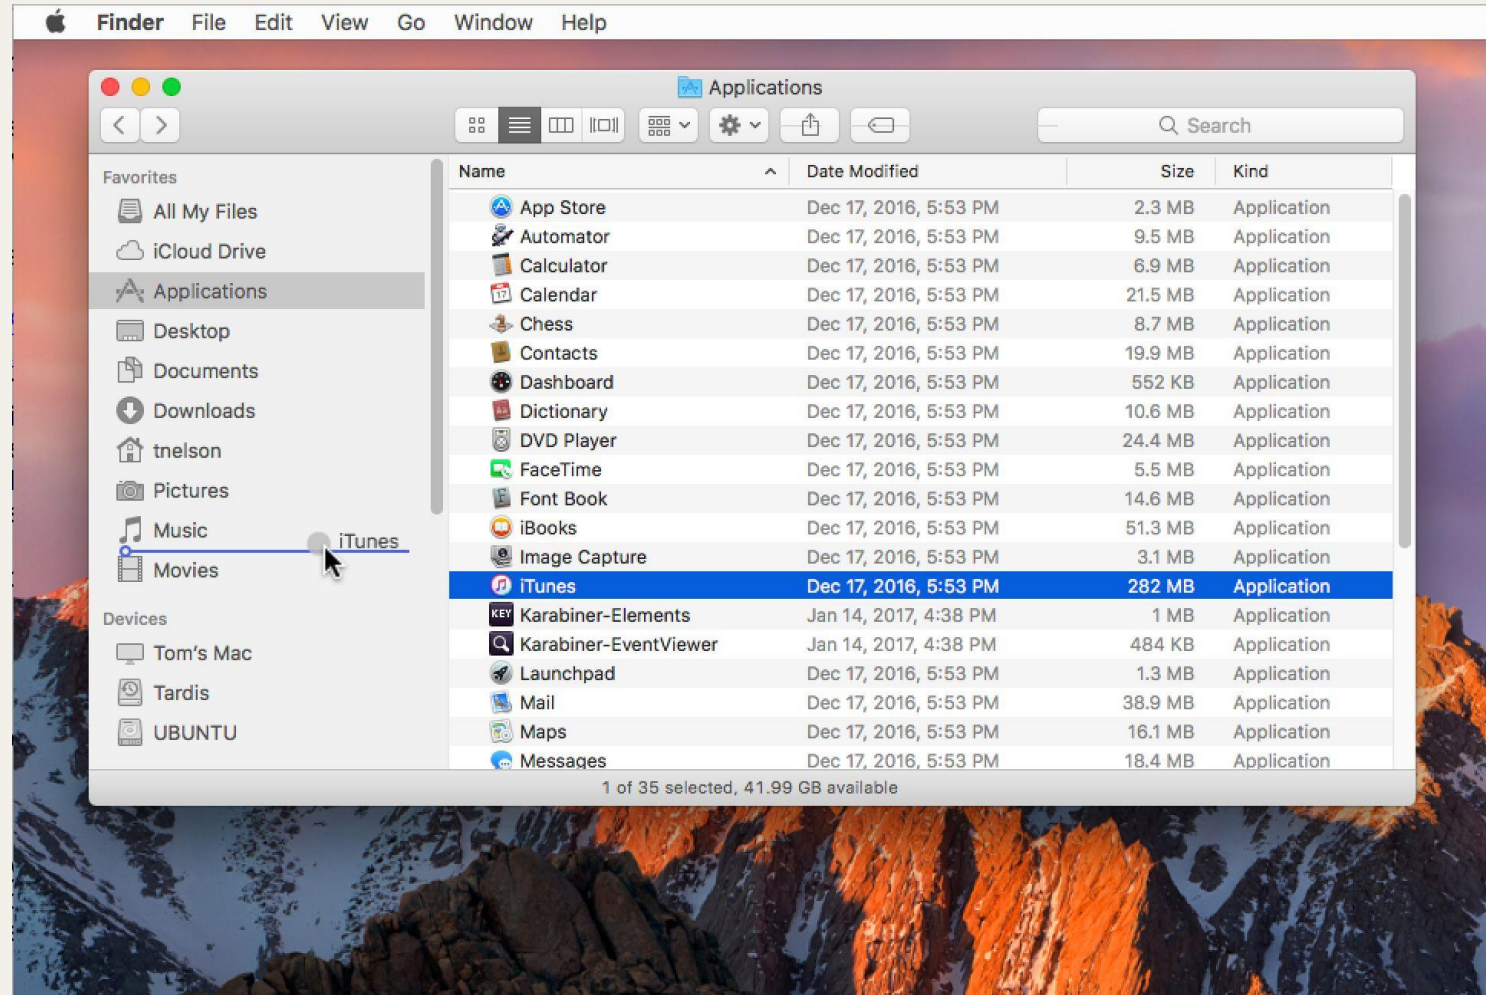 Finder File Edit View Go Window Help
Applications
Search
Favorites
All My Files
iCloud Drive
Applications
Desktop
Documents
Downloads
tnelson
Pictures
Music
iTunes
Movies
Devices
Tom's Mac
Tardis
UBUNTU
Name Date Modified Size Kind
App Store Dec 17, 2016, 5:53 PM 2.3 MB Application
Automator Dec 17, 2016, 5:53 PM 9.5 MB Application
Calculator Dec 17, 2016, 5:53 PM 6.9 MB Application
Calendar Dec 17, 2016, 5:53 PM 21.5 MB Application
Chess Dec 17, 2016, 5:53 PM 8.7 MB Application
Contacts Dec 17, 2016, 5:53 PM 19.9 MB Application
Dashboard Dec 17, 2016, 5:53 PM 552 KB Application
Dictionary Dec 17, 2016, 5:53 PM 10.6 MB Application
DVD Player Dec 17, 2016, 5:53 PM 24.4 MB Application
FaceTime Dec 17, 2016, 5:53 PM 5.5 MB Application
Font Book Dec 17, 2016, 5:53 PM 14.6 MB Application
iBooks Dec 17, 2016, 5:53 PM 51.3 MB Application
Image Capture Dec 17, 2016, 5:53 PM 3.1 MB Application
iTunes Dec 17, 2016, 5:53 PM 282 MB Application
KEY Karabiner-Elements Jan 14, 2017, 4:38 PM 1 MB Application
Karabiner-EventViewer Jan 14, 2017, 4:38 PM 484 KB Application
Launchpad Dec 17, 2016, 5:53 PM 1.3 MB Application
Mail Dec 17, 2016, 5:53 PM 38.9 MB Application
Maps Dec 17, 2016, 5:53 PM 16.1 MB Application
Messages Dec 17, 2016, 5:53 PM 18.4 MB Application
1 of 35 selected, 41.99 GB available